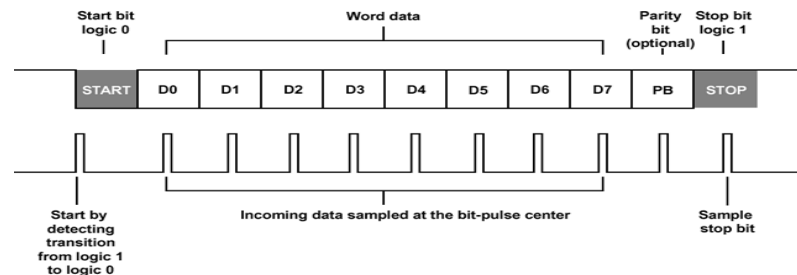 Start bit
logic 0
Word data
Parity
bit
(optional)
Stop bit
logic 1
START D0 D1 D2 D3 D4 D5 D6 D7 PB STOP
Start by
detecting
transition
from logic 1
to logic 0
Incoming data sampled at the bit-pulse center
Sample
stop bit